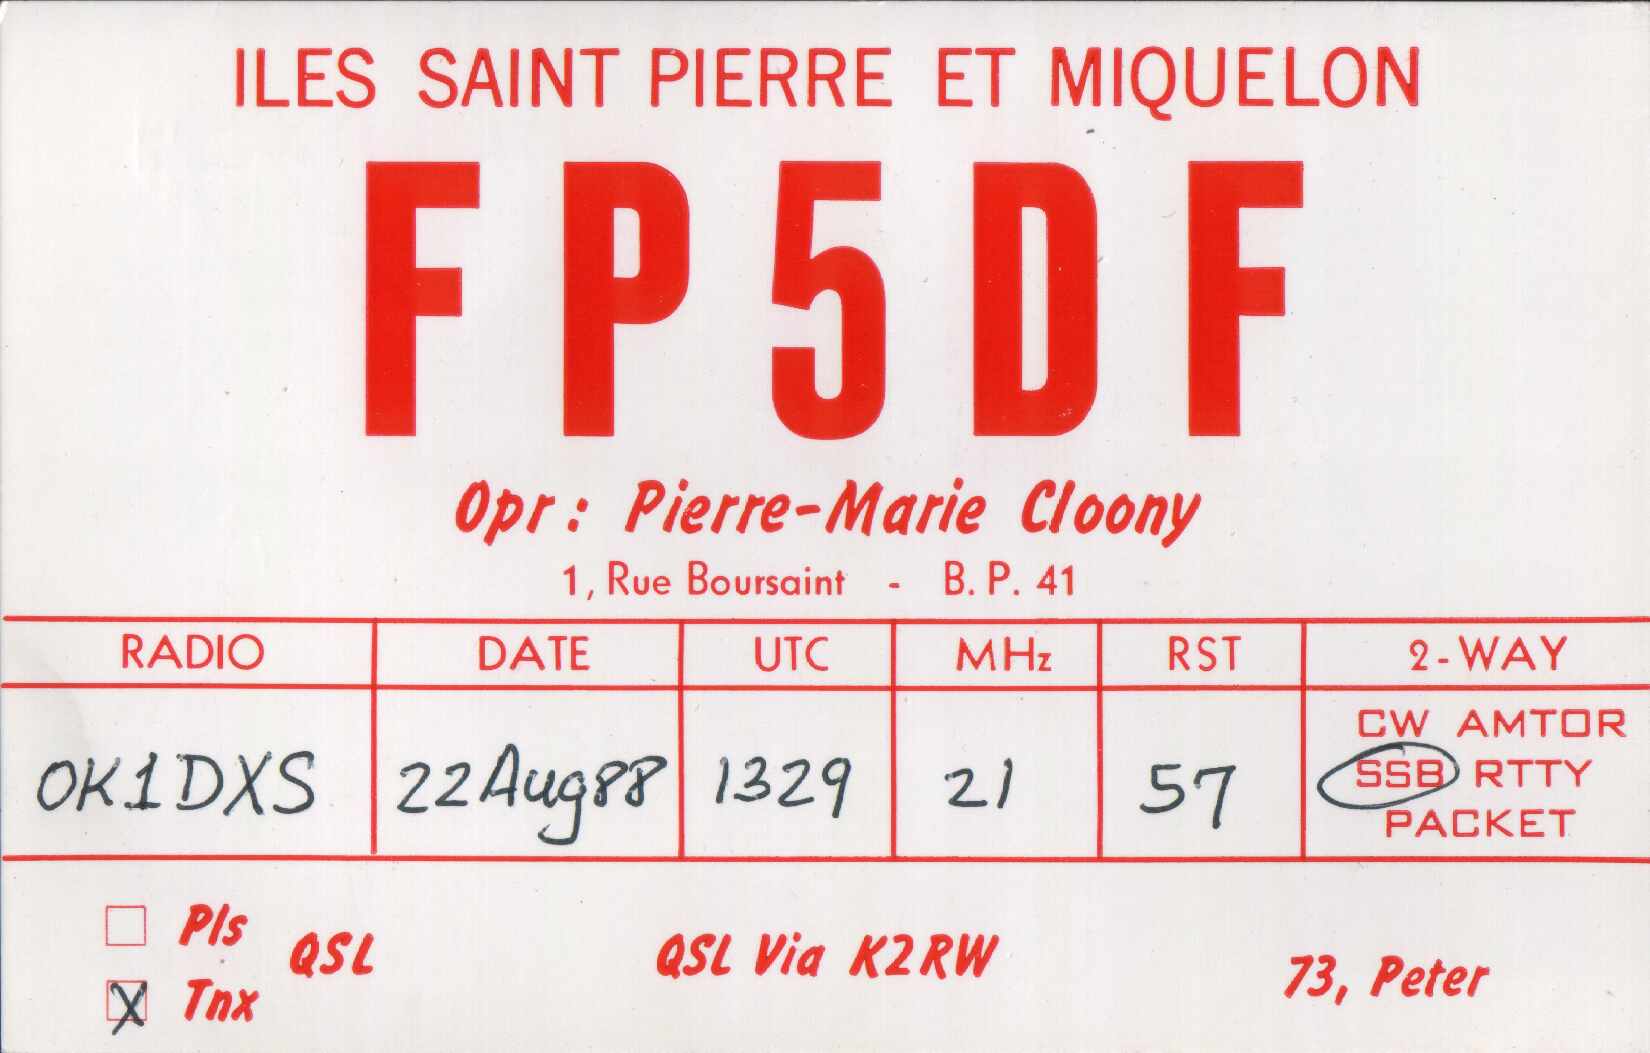 ILES SAINT PIERRE ET MIQUELON
FP5DF
Opr: Pierre-Marie Cloony
1, Rue Boursaint - B. P. 41
RADIO DATE UTC MHz RST 2-WAY
CW AMTOR
OK1DXS 22Aug88 1329 21 57 SSB RTTY
PACKET
Pls
QSL QSL Via K2RW 73, Peter
X Tnx